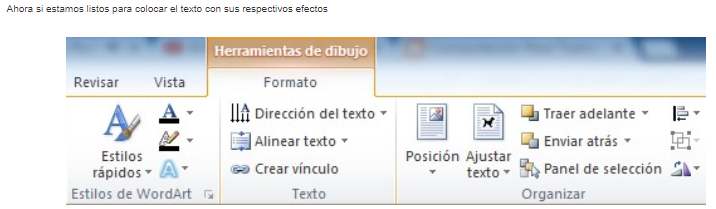 Ahora si estamos listos para colocar el texto con sus respectivos efectos
Herramientas de dibujo
Revisar Vista Formato
Estilos rápidos
Estilos de WordArt
Dirección del texto
Alinear texto
Crear vínculo
Texto
Posición
Ajustar texto
Traer adelante
Enviar atrás
Panel de selección
Organizar